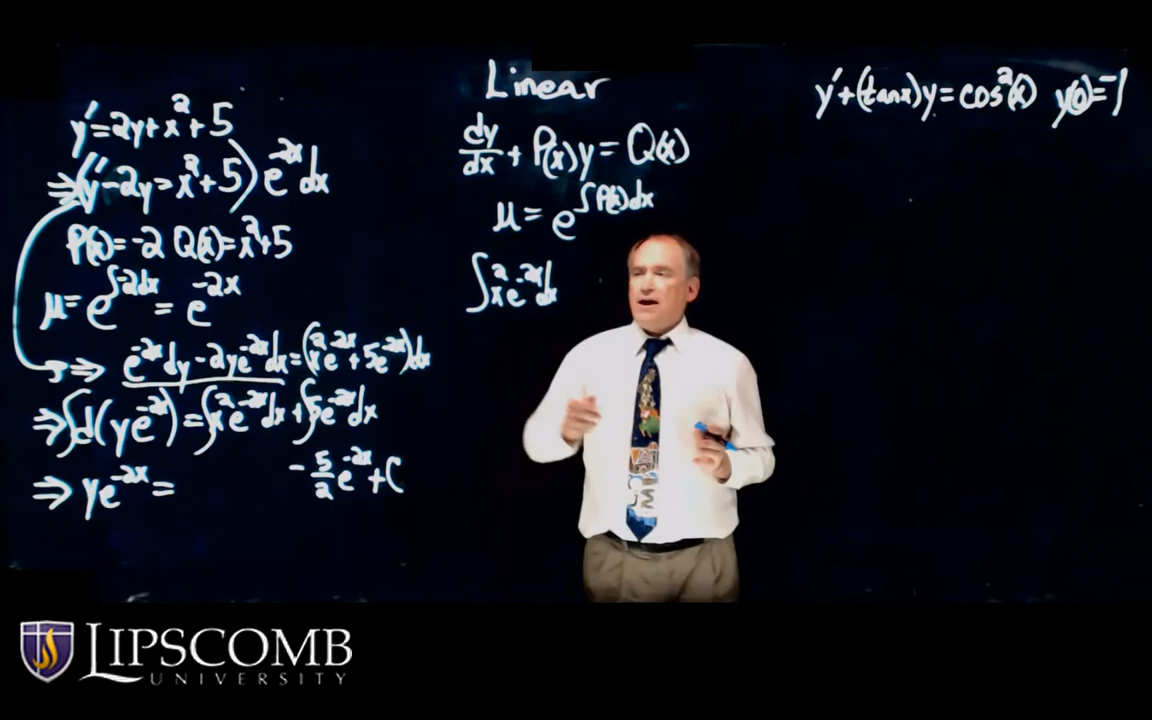 y' = 2y + x² + 5
⇒ (y' - 2y = x² + 5) e^{-2x} dx
P(x) = -2 Q(x) = x² + 5
μ = e^{∫-2dx} = e^{-2x}
⇒ e^{-2x} dy - 2ye^{-2x} dx = (x²e^{-2x} + 5e^{-2x}) dx
⇒ ∫d(ye^{-2x}) = ∫x²e^{-2x} dx + ∫5e^{-2x} dx
⇒ ye^{-2x} = - 5/2 e^{-2x} + C
Linear
dy/dx + P(x)y = Q(x)
μ = e^{∫P(x)dx}
∫x²e^{-2x} dx
y' + (tanx)y = cos²(x) y(0) = -1
LIPSCOMB
UNIVERSITY